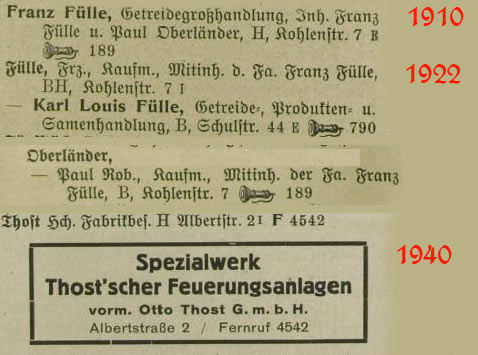 Franz Fülle, Getreidegroßhandlung, Inh. Franz 1910
Fülle u. Paul Oberländer, H, Kohlenstr. 7 E
189
Fülle, Frz., Kaufm., Mitinh. d. Fa. Franz Fülle, 1922
BH, Kohlenstr. 7 I
— Karl Louis Fülle, Getreide-, Produkten- u.
Samenhandlung, B, Schulstr. 44 E 790
Oberländer,
— Paul Rob., Kaufm., Mitinh. der Fa. Franz
Fülle, B, Kohlenstr. 7 189
Thost Hch. Fabrikbes. H Albertstr. 2I F 4542
1940
Spezialwerk
Thost'scher Feuerungsanlagen
vorm. Otto Thost G. m. b. H.
Albertstraße 2 / Fernruf 4542